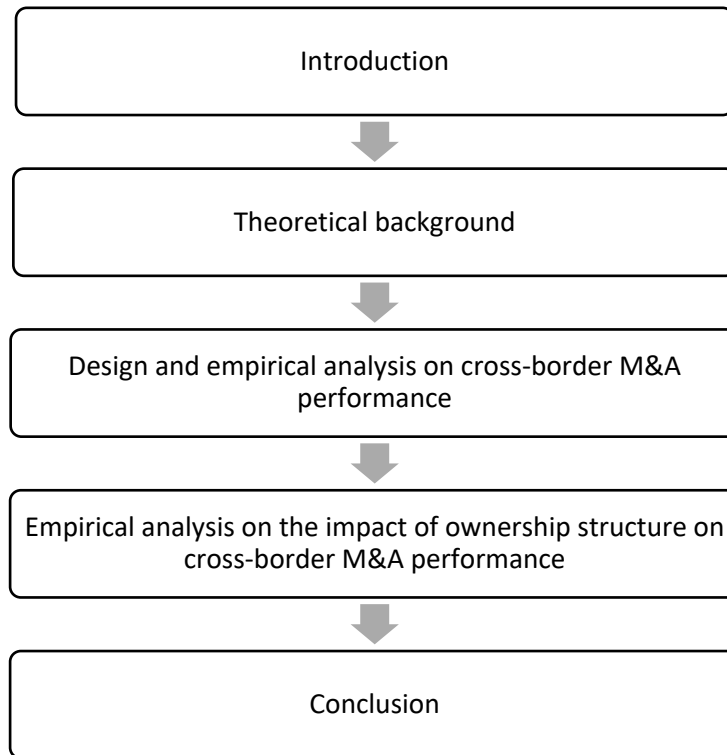 Introduction
Theoretical background
Design and empirical analysis on cross-border M&A
performance
Empirical analysis on the impact of ownership structure on
cross-border M&A performance
Conclusion